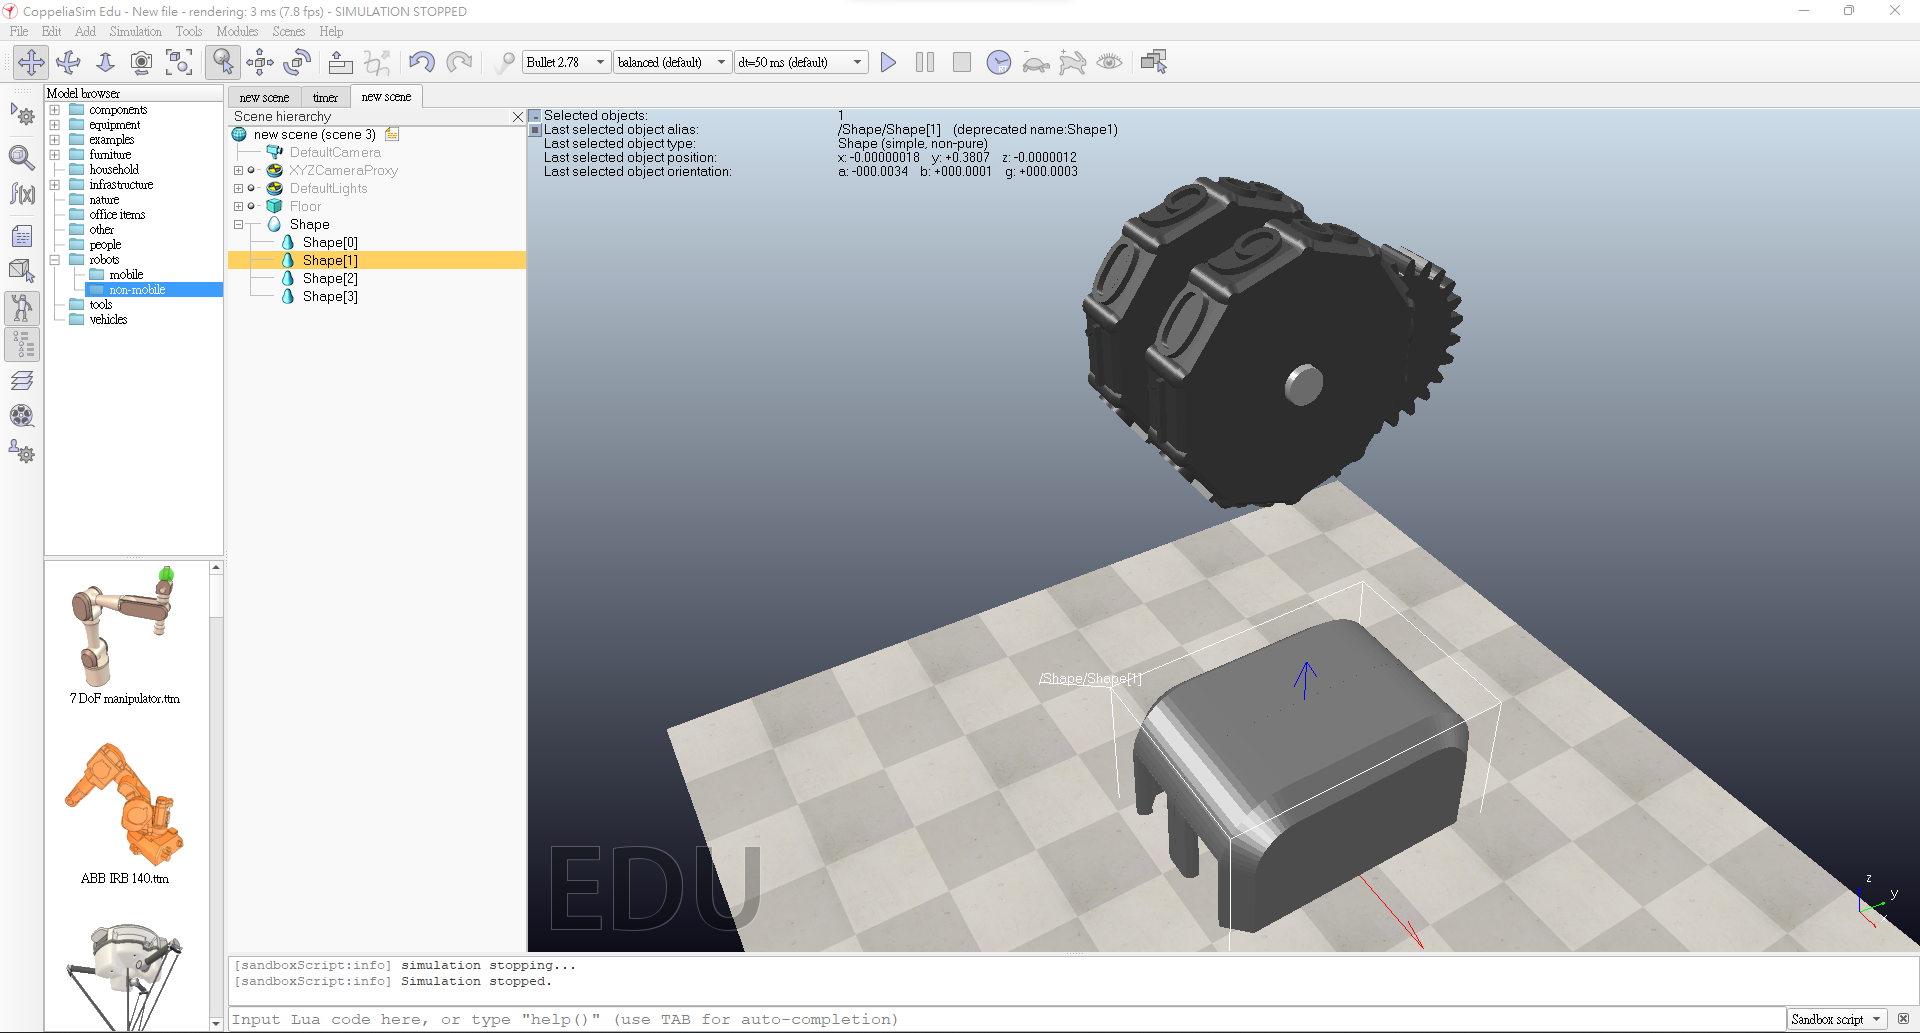 CoppeliaSim Edu - New file - rendering: 3 ms (7.8 fps) - SIMULATION STOPPED
File Edit Add Simulation Tools Modules Scenes Help
Bullet 2.78 balanced (default) dt=50 ms (default) RT
f(x)
Model browser
components
equipment
examples
furniture
household
infrastructure
nature
office items
other
people
robots
mobile
non-mobile
tools
vehicles
7 DoF manipulator.ttm
ABB IRB 140.ttm
new scene timer new scene
Scene hierarchy
new scene (scene 3)
DefaultCamera
XYZCameraProxy
DefaultLights
Floor
Shape
Shape[0]
Shape[1]
Shape[2]
Shape[3]
Selected objects: 1
Last selected object alias: /Shape/Shape[1] (deprecated name:Shape1)
Last selected object type: Shape (simple, non-pure)
Last selected object position: x: -0.00000018 y: +0.3807 z: -0.0000012
Last selected object orientation: a: -000.0034 b: +000.0001 g: +000.0003
9
9
0
0
/Shape/Shape[1]
EDU
z
y
x
[sandboxScript:info] simulation stopping...
[sandboxScript:info] Simulation stopped.
Input Lua code here, or type "help()" (use TAB for auto-completion)
Sandbox script